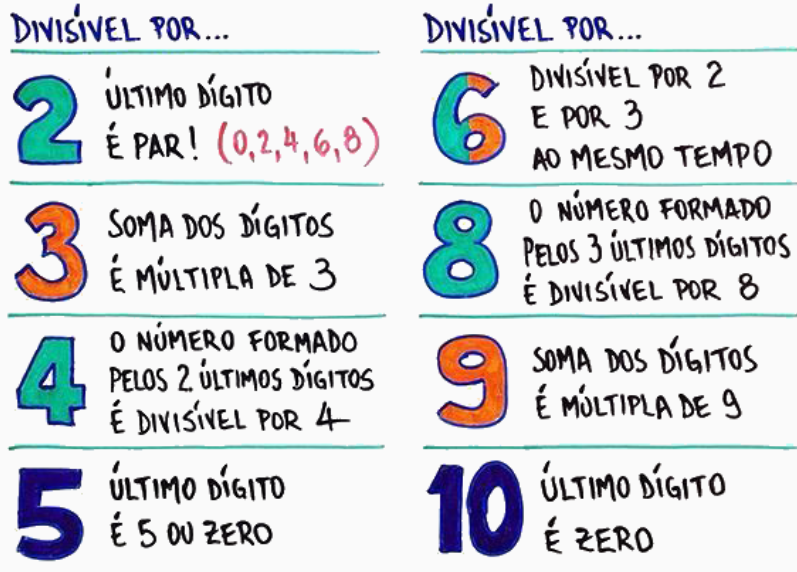 DIVISÍVEL POR...
2
ÚLTIMO DÍGITO
É PAR! (0,2,4,6,8)
3
SOMA DOS DÍGITOS
É MÚLTIPLA DE 3
4
O NÚMERO FORMADO
PELOS 2 ÚLTIMOS DÍGITOS
É DIVISÍVEL POR 4
5
ÚLTIMO DÍGITO
É 5 OU ZERO
DIVISÍVEL POR...
6
DIVISÍVEL POR 2
E POR 3
AO MESMO TEMPO
8
O NÚMERO FORMADO
PELOS 3 ÚLTIMOS DÍGITOS
É DIVISÍVEL POR 8
9
SOMA DOS DÍGITOS
É MÚLTIPLA DE 9
10
ÚLTIMO DÍGITO
É ZERO